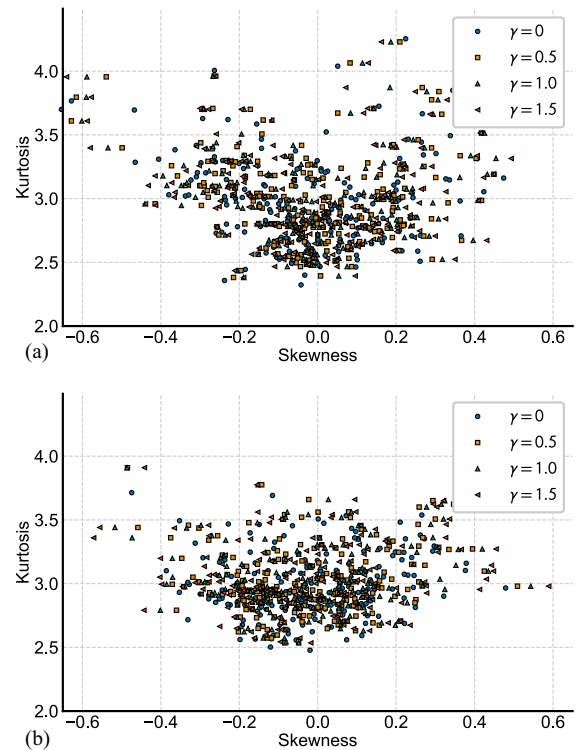 γ = 0
γ = 0.5
γ = 1.0
γ = 1.5
4.0
3.5
3.0
2.5
2.0
Kurtosis
−0.6 −0.4 −0.2 0.0 0.2 0.4 0.6
Skewness
(a)
γ = 0
γ = 0.5
γ = 1.0
γ = 1.5
4.0
3.5
3.0
2.5
2.0
Kurtosis
−0.6 −0.4 −0.2 0.0 0.2 0.4 0.6
Skewness
(b)